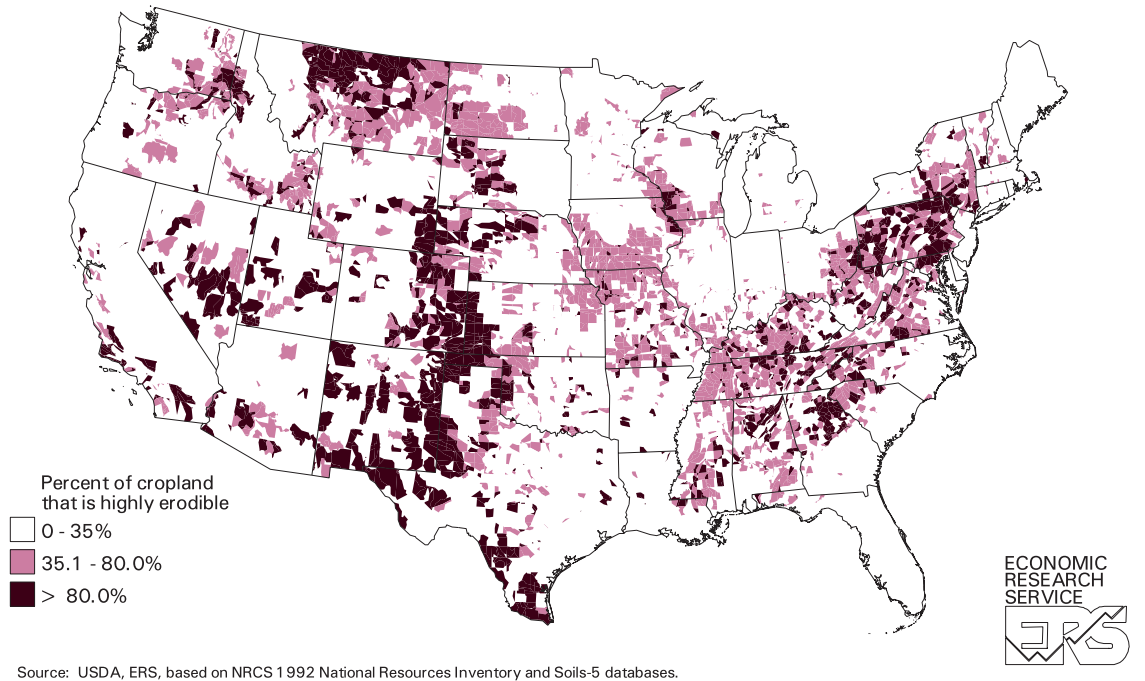 Percent of cropland
that is highly erodible
0 - 35%
35.1 - 80.0%
> 80.0%
ECONOMIC
RESEARCH
SERVICE
ERS
Source: USDA, ERS, based on NRCS 1992 National Resources Inventory and Soils-5 databases.